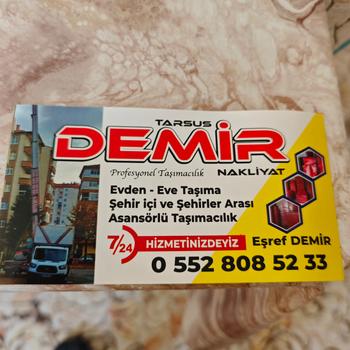 TARSUS
DEMİR
Profesyonel Taşımacılık NAKLİYAT
Evden - Eve Taşıma
Şehir içi ve Şehirler Arası
Asansörlü Taşımacılık
7/24 HİZMETİNİZDEYİZ Eşref DEMİR
0 552 808 52 33